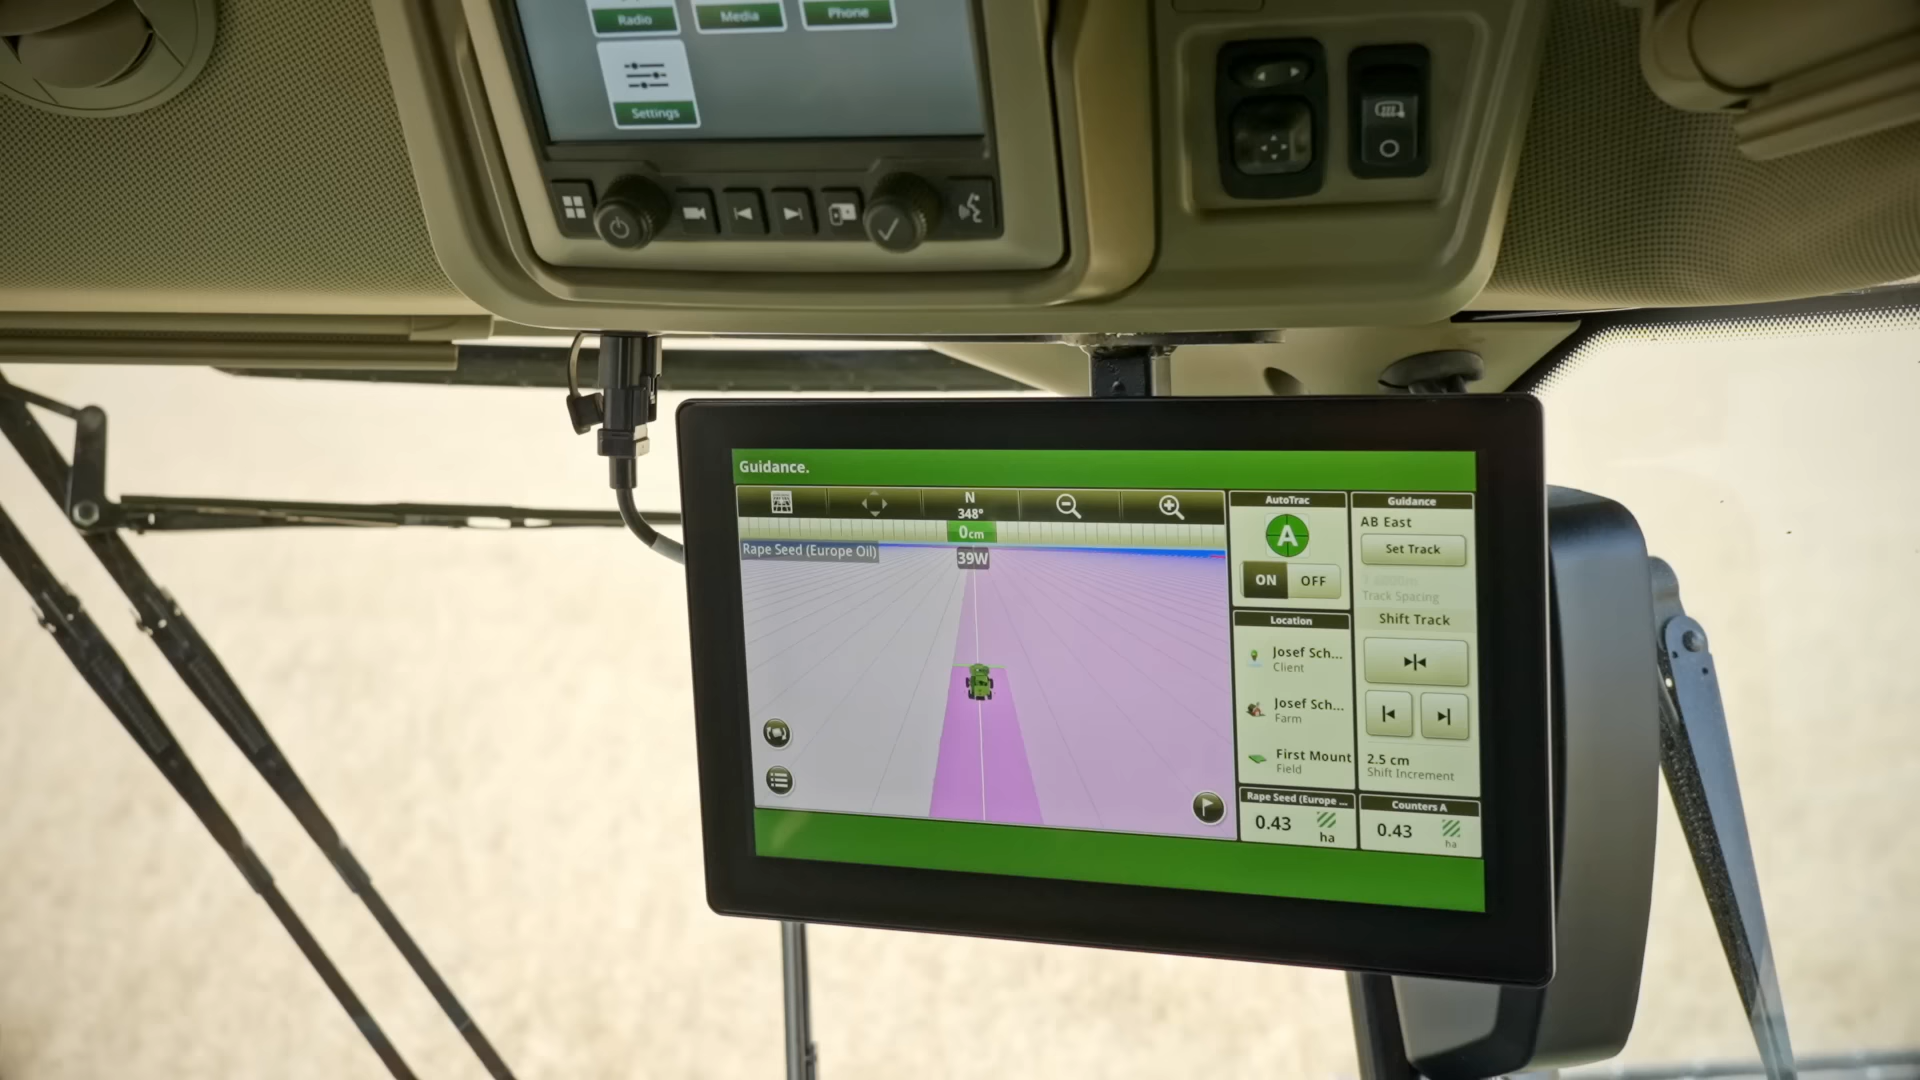 Radio
Media
Phone
Settings
Guidance.
N
348°
0cm
39W
Rape Seed (Europe Oil)
AutoTrac
A
ON
OFF
Location
Josef Sch...
Client
Josef Sch...
Farm
First Mount
Field
Guidance
AB East
Set Track
Track Spacing
Shift Track
2.5 cm
Shift Increment
Rape Seed (Europe ...
0.43
ha
Counters A
0.43
ha